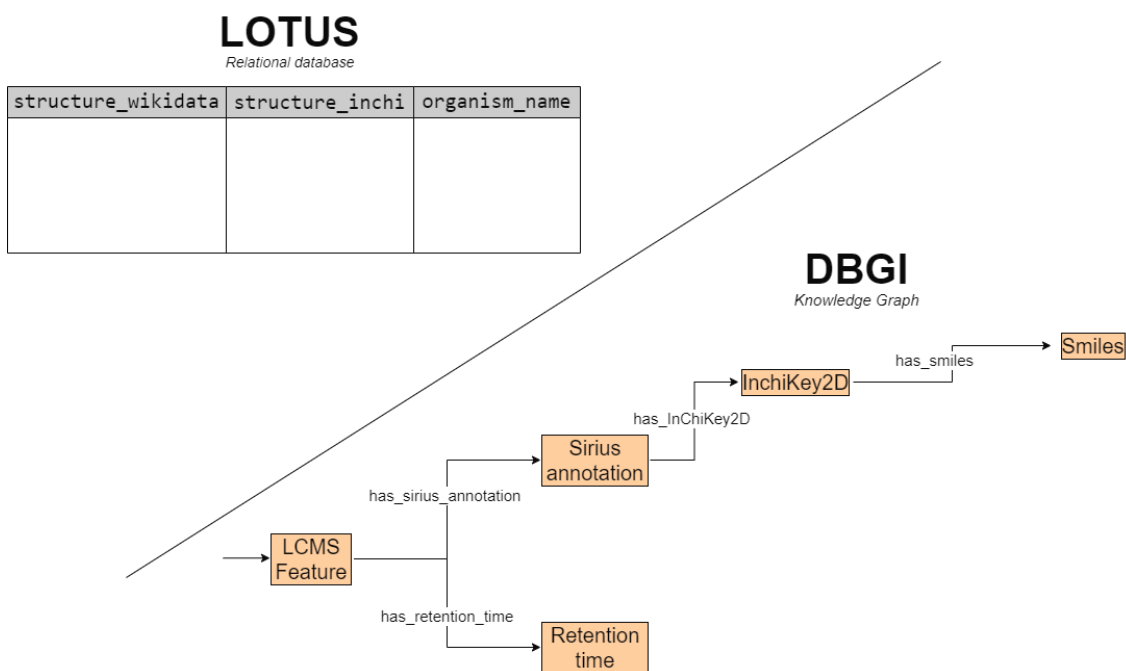 LOTUS
Relational database
structure_wikidata structure_inchi organism_name
DBGI
Knowledge Graph
Smiles
has_smiles
InchiKey2D
has_InChiKey2D
Sirius
annotation
has_sirius_annotation
LCMS
Feature
has_retention_time
Retention
time